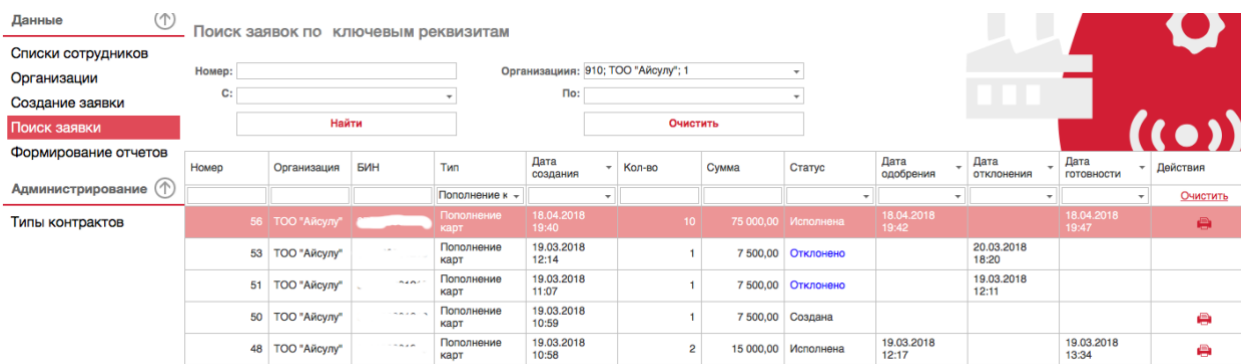 Данные
Списки сотрудников
Организации
Создание заявки
Поиск заявки
Формирование отчетов
Администрирование
Типы контрактов
Поиск заявок по ключевым реквизитам
Номер: Организациия: 910; ТОО "Айсулу"; 1
С: По:
Найти Очистить
Номер Организация БИН Тип Дата создания Кол-во Сумма Статус Дата одобрения Дата отклонения Дата готовности Действия
Пополнение к Очистить
56 ТОО "Айсулу" Пополнение карт 18.04.2018 19:40 10 75 000,00 Исполнена 18.04.2018 19:42 18.04.2018 19:47
53 ТОО "Айсулу" Пополнение карт 19.03.2018 12:14 1 7 500,00 Отклонено 20.03.2018 18:20
51 ТОО "Айсулу" Пополнение карт 19.03.2018 11:07 1 7 500,00 Отклонено 19.03.2018 12:11
50 ТОО "Айсулу" Пополнение карт 19.03.2018 10:59 1 7 500,00 Создана
48 ТОО "Айсулу" Пополнение карт 19.03.2018 10:58 2 15 000,00 Исполнена 19.03.2018 12:17 19.03.2018 13:34